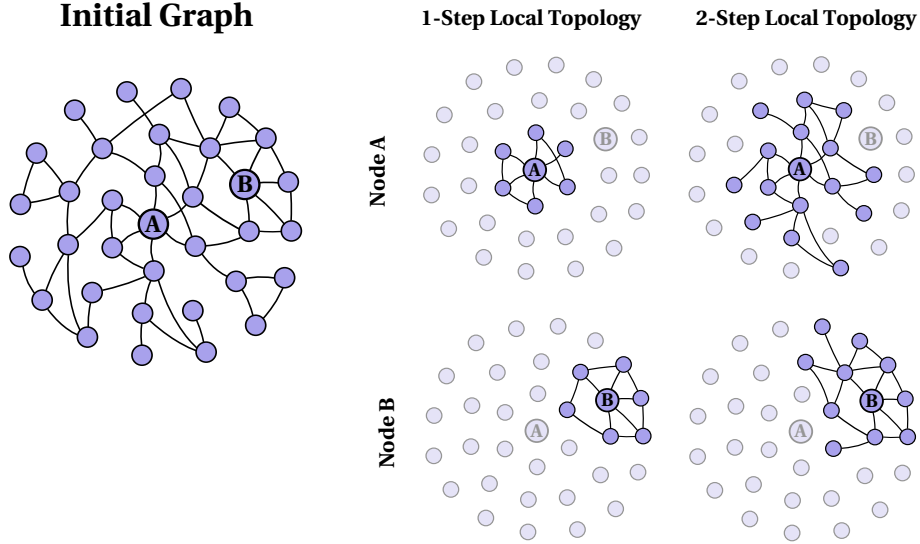 Initial Graph
1-Step Local Topology
2-Step Local Topology
B
A
Node A
B
A
B
A
Node B
B
A
B
A